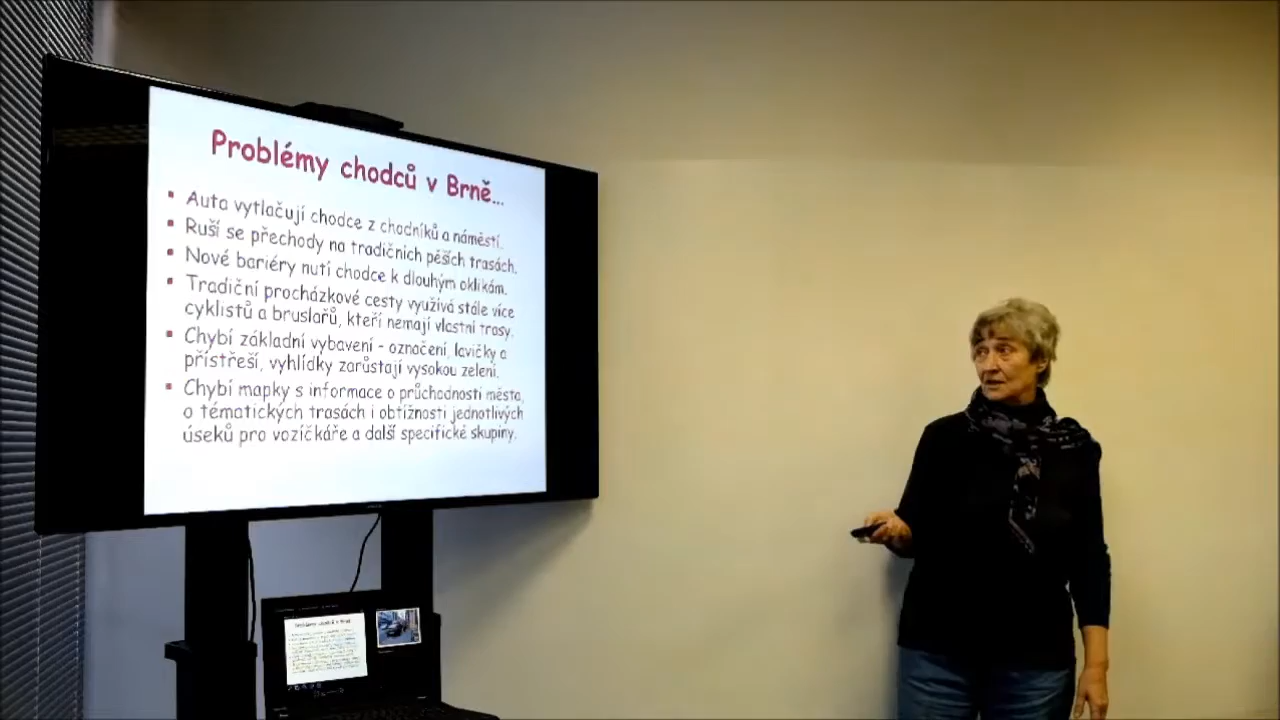 Problémy chodců v Brně...
▪ Auta vytlačují chodce z chodníků a náměstí.
▪ Ruší se přechody na tradičních pěších trasách.
▪ Nové bariéry nutí chodce k dlouhým oklikám.
▪ Tradiční procházkové cesty využívá stále více
cyklistů a bruslařů, kteří nemají vlastní trasy.
▪ Chybí základní vybavení - označení, lavičky a
přístřeší, vyhlídky zarůstají vysokou zelení.
▪ Chybí mapky s informace o průchodnosti města,
o tématických trasách i obtížnosti jednotlivých
úseků pro vozíčkáře a další specifické skupiny.
Problémy chodců v Brně...